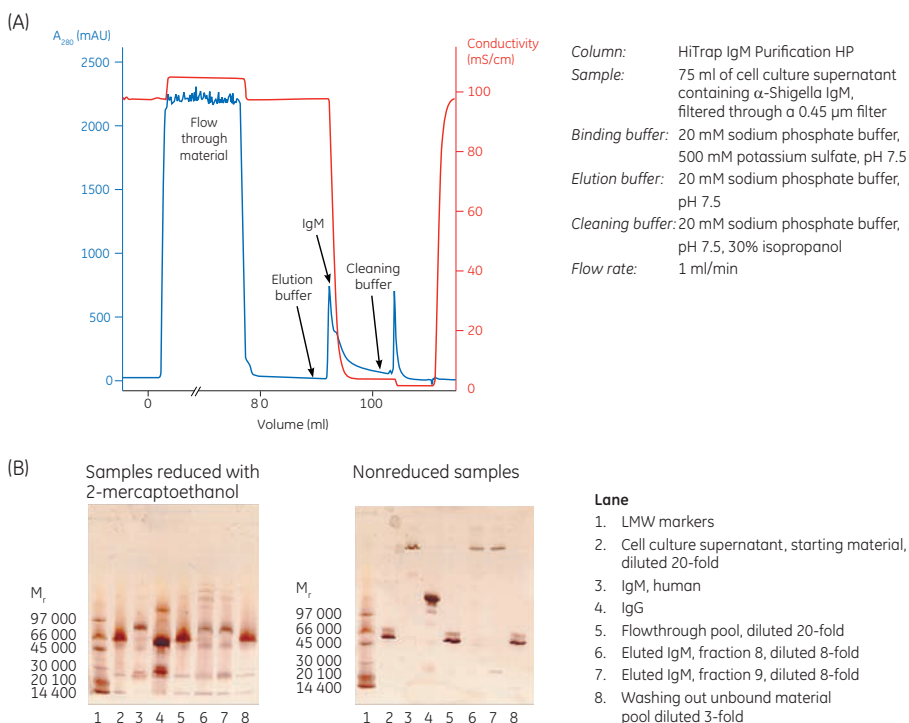 (A)
A280 (mAU)
2500
2000
1500
1000
500
0
Conductivity
(mS/cm)
100
80
60
40
20
0
Flow
through
material
IgM
Elution
buffer
Cleaning
buffer
0
80
100
Volume (ml)
Column: HiTrap IgM Purification HP
Sample: 75 ml of cell culture supernatant
containing α-Shigella IgM,
filtered through a 0.45 µm filter
Binding buffer: 20 mM sodium phosphate buffer,
500 mM potassium sulfate, pH 7.5
Elution buffer: 20 mM sodium phosphate buffer,
pH 7.5
Cleaning buffer: 20 mM sodium phosphate buffer,
pH 7.5, 30% isopropanol
Flow rate: 1 ml/min
(B)
Samples reduced with
2-mercaptoethanol
Mr
97 000
66 000
45 000
30 000
20 100
14 400
1 2 3 4 5 6 7 8
Nonreduced samples
Mr
97 000
66 000
45 000
30 000
20 100
14 400
1 2 3 4 5 6 7 8
Lane
1. LMW markers
2. Cell culture supernatant, starting material,
diluted 20-fold
3. IgM, human
4. IgG
5. Flowthrough pool, diluted 20-fold
6. Eluted IgM, fraction 8, diluted 8-fold
7. Eluted IgM, fraction 9, diluted 8-fold
8. Washing out unbound material
pool diluted 3-fold